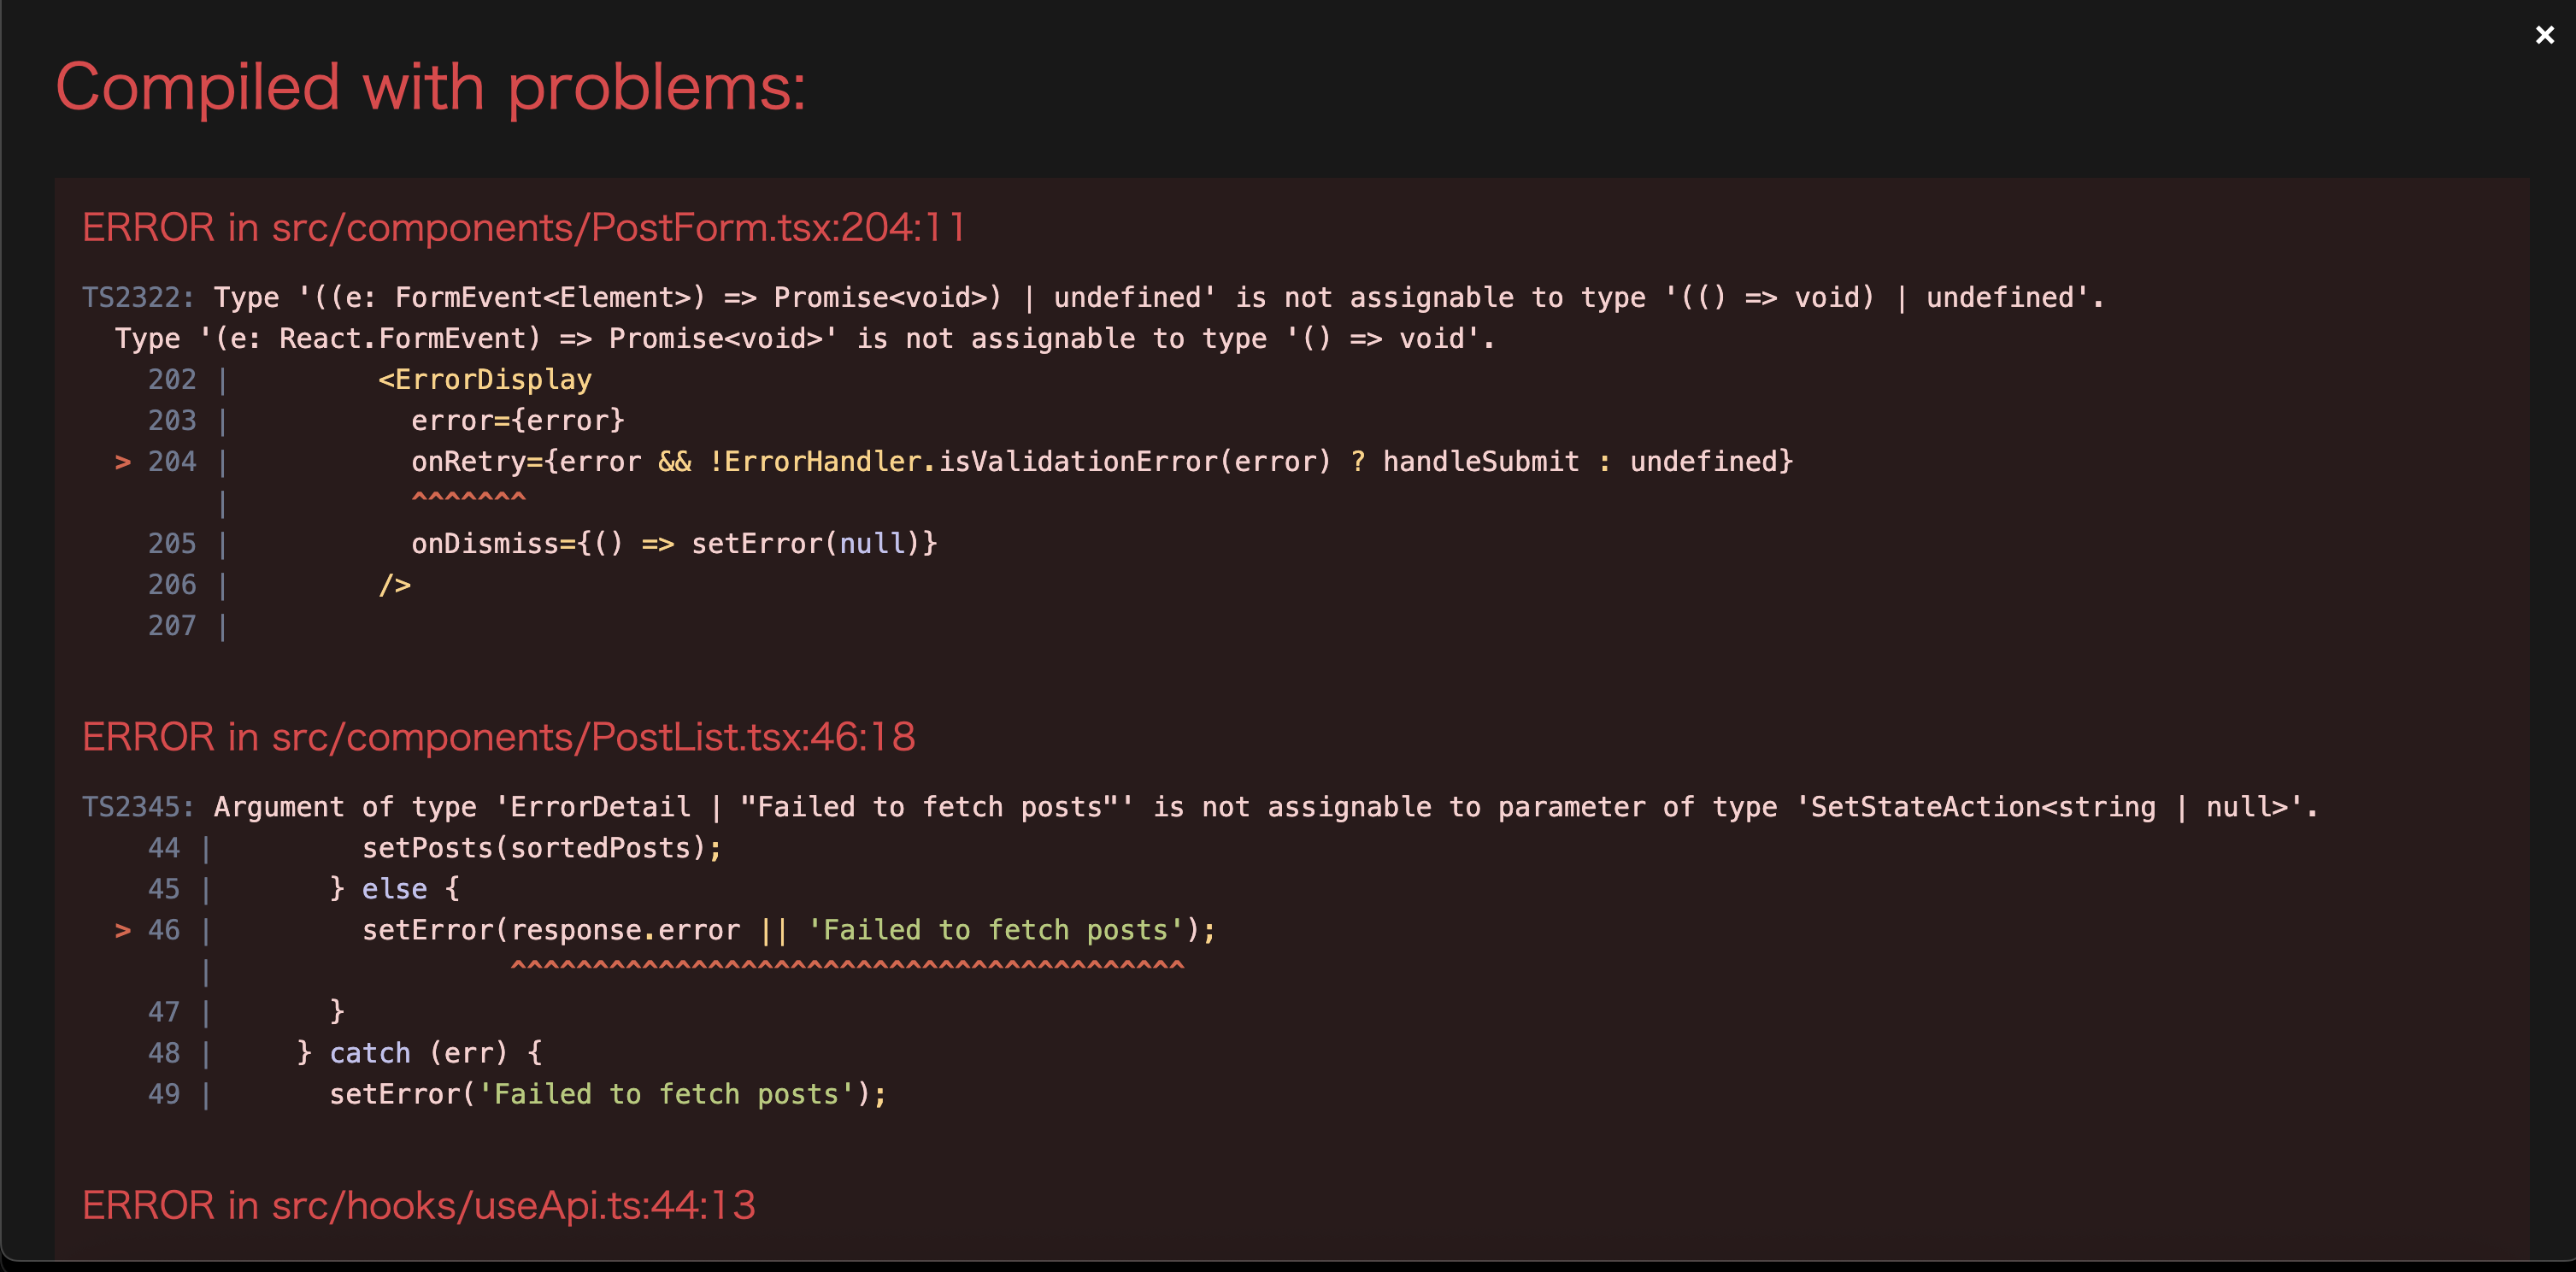 ×
Compiled with problems:
ERROR in src/components/PostForm.tsx:204:11
TS2322: Type '((e: FormEvent<Element>) => Promise<void>) | undefined' is not assignable to type '(() => void) | undefined'.
  Type '(e: React.FormEvent) => Promise<void>' is not assignable to type '() => void'.
    202 |         <ErrorDisplay
    203 |           error={error}
  > 204 |           onRetry={error && !ErrorHandler.isValidationError(error) ? handleSubmit : undefined}
        |           ^^^^^^^
    205 |           onDismiss={() => setError(null)}
    206 |         />
    207 |
ERROR in src/components/PostList.tsx:46:18
TS2345: Argument of type 'ErrorDetail | "Failed to fetch posts"' is not assignable to parameter of type 'SetStateAction<string | null>'.
    44 |         setPosts(sortedPosts);
    45 |       } else {
  > 46 |         setError(response.error || 'Failed to fetch posts');
       |                  ^^^^^^^^^^^^^^^^^^^^^^^^^^^^^^^^^^^^^^^^^
    47 |       }
    48 |     } catch (err) {
    49 |       setError('Failed to fetch posts');
ERROR in src/hooks/useApi.ts:44:13